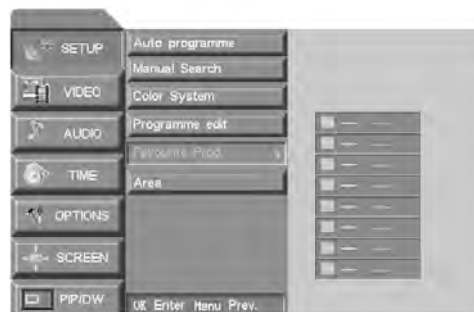 SETUP
VIDEO
AUDIO
TIME
OPTIONS
SCREEN
PIP/DW
Auto programme
Manual Search
Color System
Programme edit
Favourite Prod.
Area
OK Enter Menu Prev.